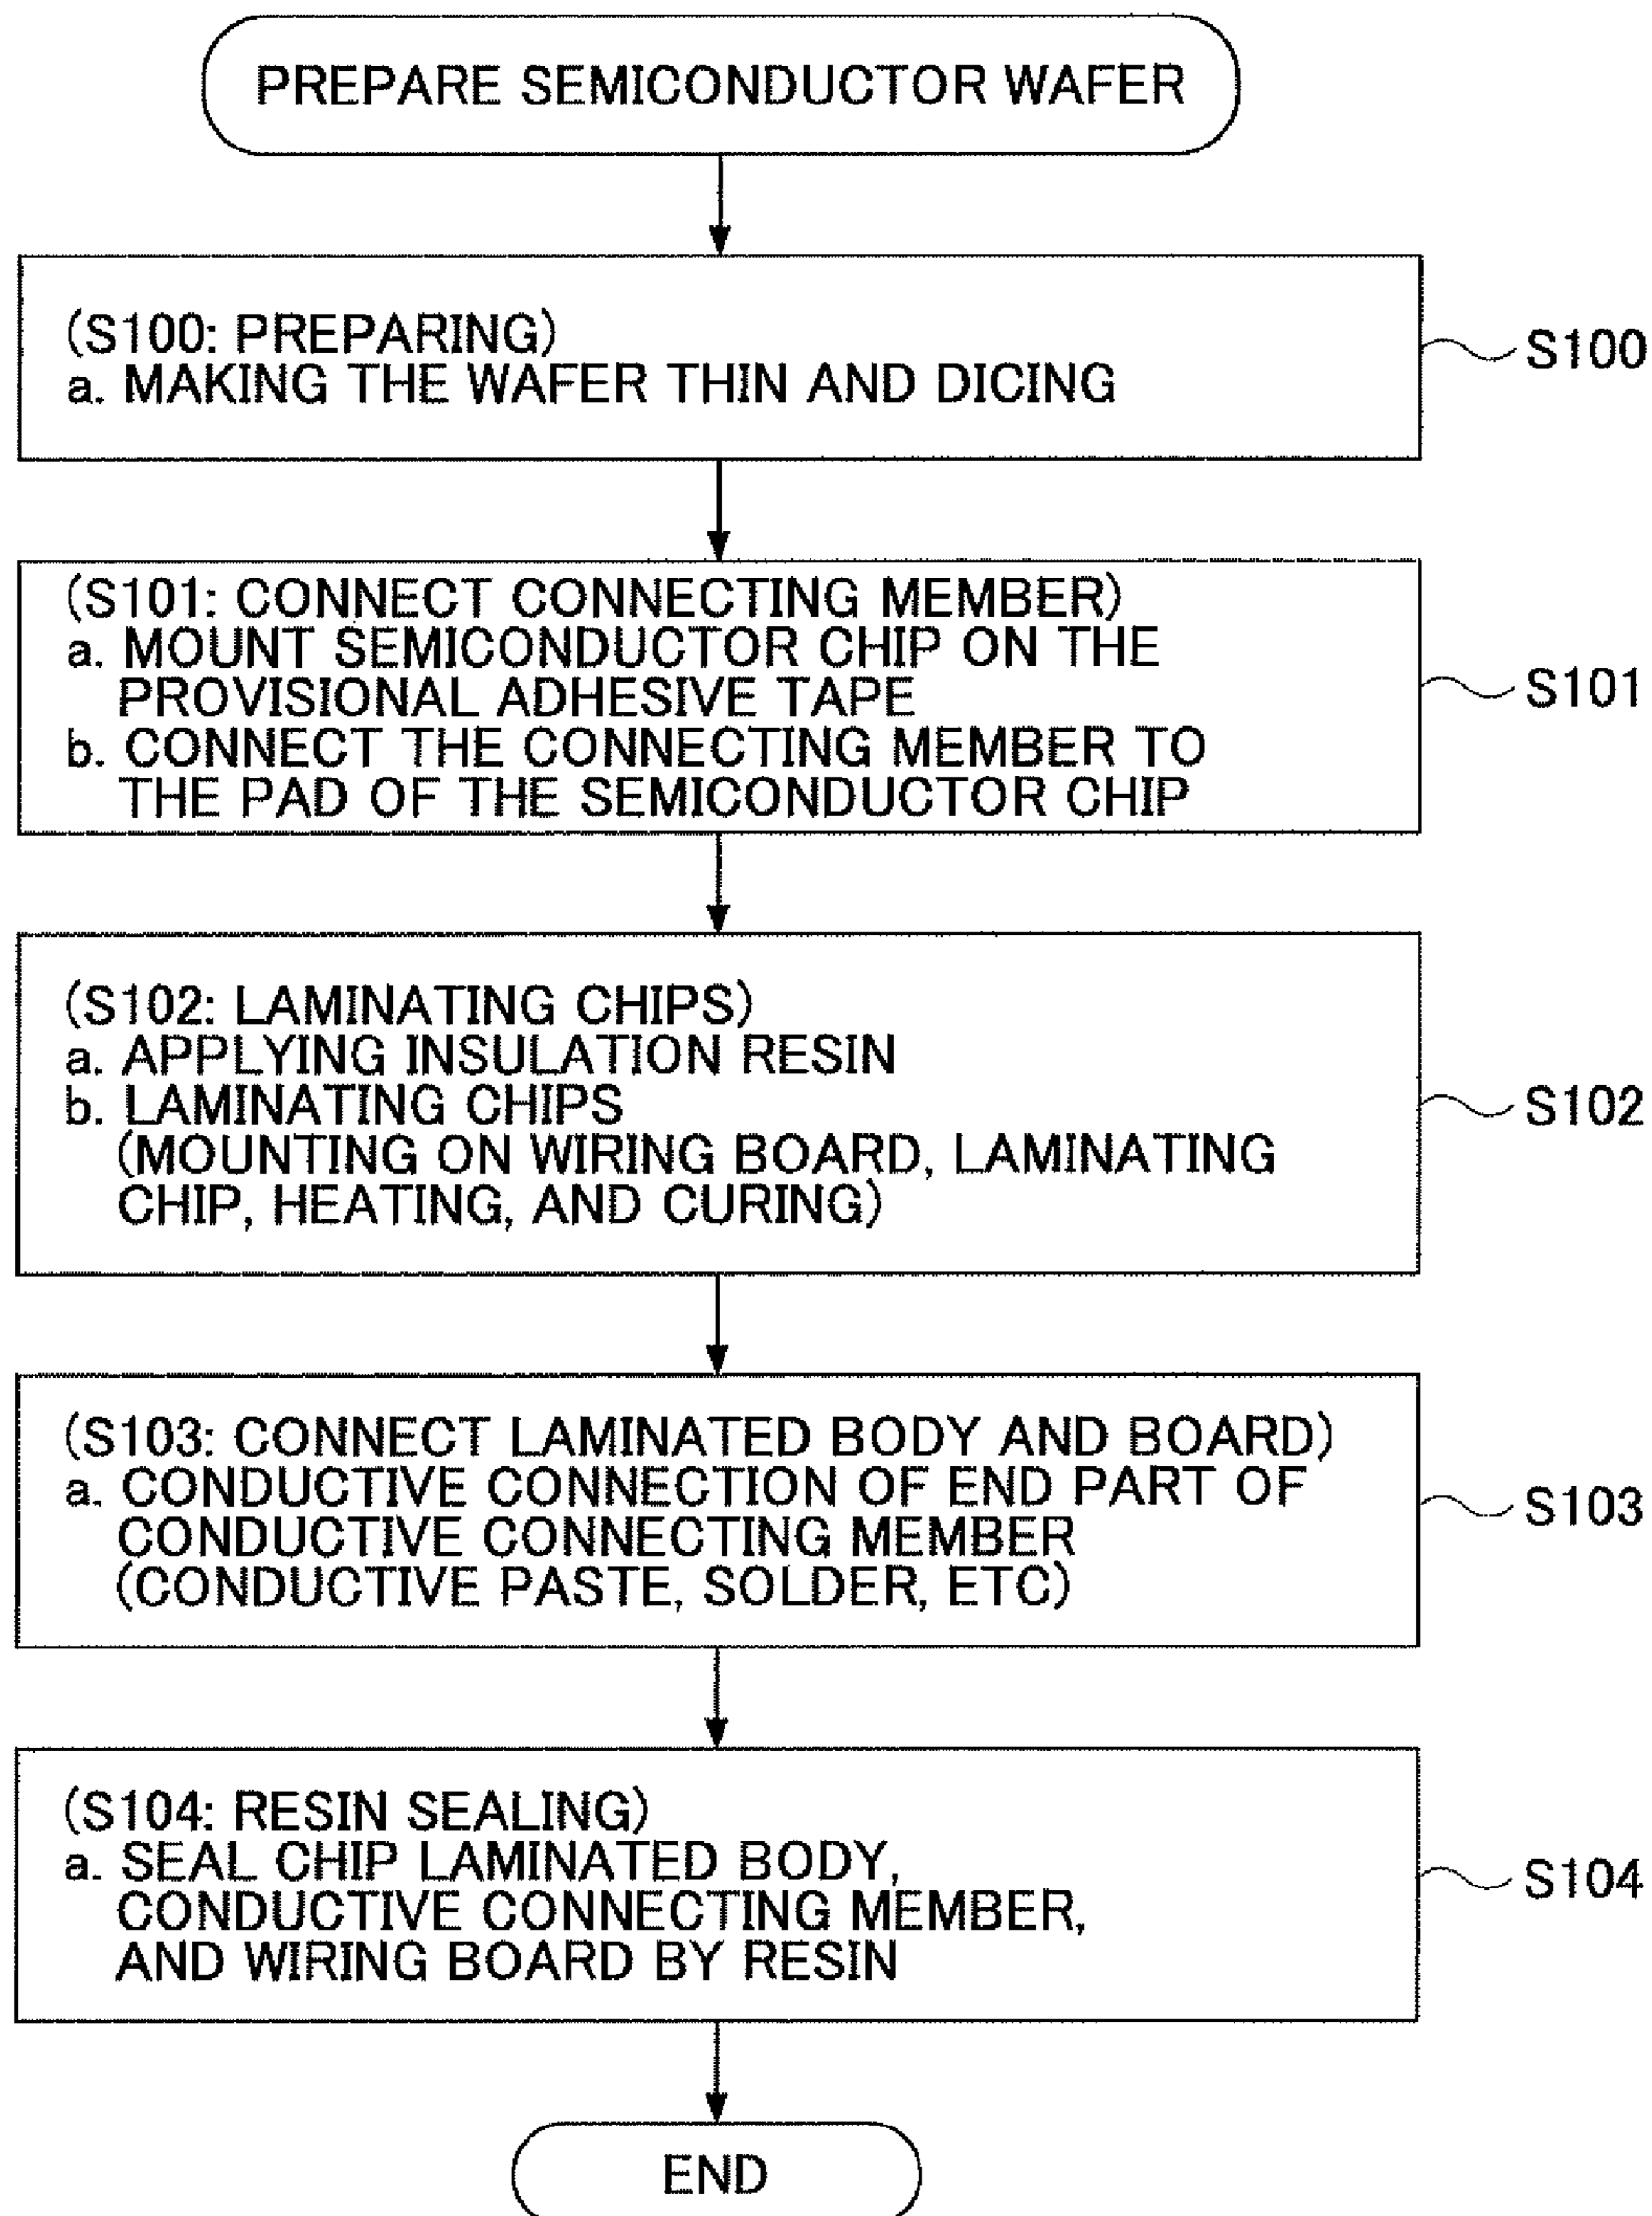 PREPARE SEMICONDUCTOR WAFER
(S100: PREPARING)
a. MAKING THE WAFER THIN AND DICING
S100
(S101: CONNECT CONNECTING MEMBER)
a. MOUNT SEMICONDUCTOR CHIP ON THE
PROVISIONAL ADHESIVE TAPE
b. CONNECT THE CONNECTING MEMBER TO
THE PAD OF THE SEMICONDUCTOR CHIP
S101
(S102: LAMINATING CHIPS)
a. APPLYING INSULATION RESIN
b. LAMINATING CHIPS
(MOUNTING ON WIRING BOARD, LAMINATING
CHIP, HEATING, AND CURING)
S102
(S103: CONNECT LAMINATED BODY AND BOARD)
a. CONDUCTIVE CONNECTION OF END PART OF
CONDUCTIVE CONNECTING MEMBER
(CONDUCTIVE PASTE, SOLDER, ETC)
S103
(S104: RESIN SEALING)
a. SEAL CHIP LAMINATED BODY,
CONDUCTIVE CONNECTING MEMBER,
AND WIRING BOARD BY RESIN
S104
END